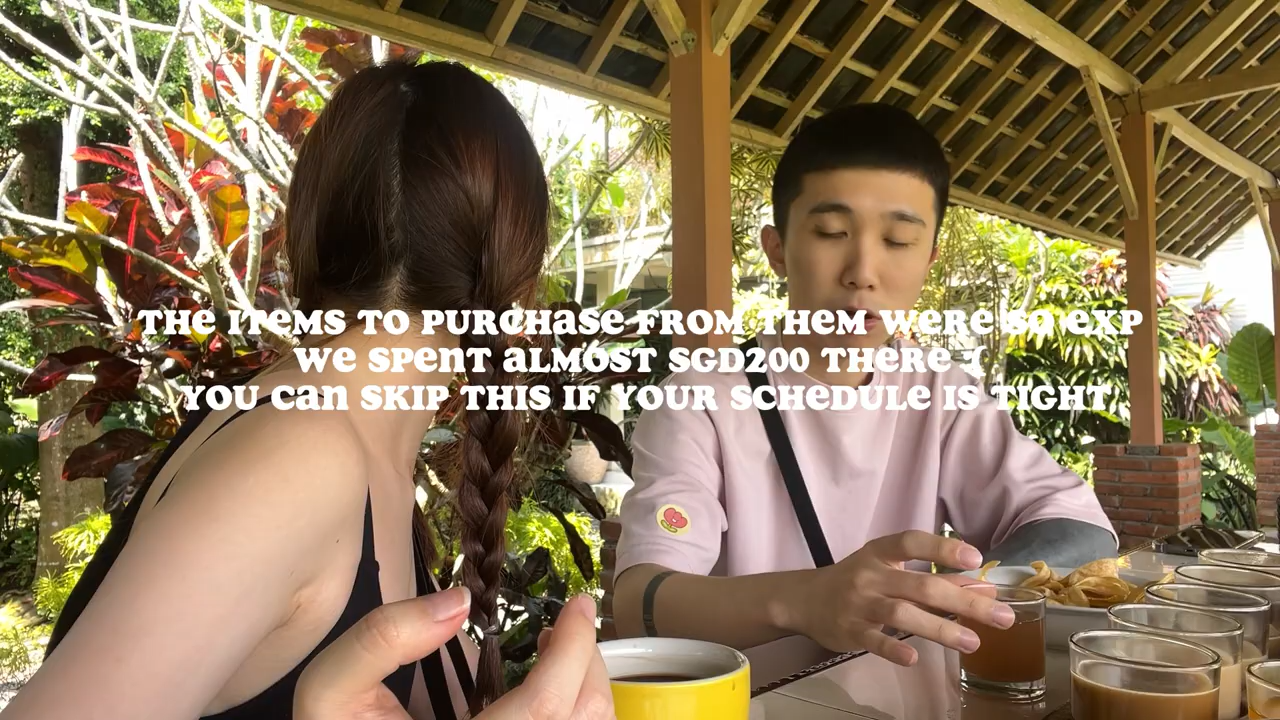 THE ITEMS TO PURCHASE FROM THEM WERE SO EXP
WE SPENT ALMOST SGD200 THERE :(
YOU CAN SKIP THIS IF YOUR SCHEDULE IS TIGHT